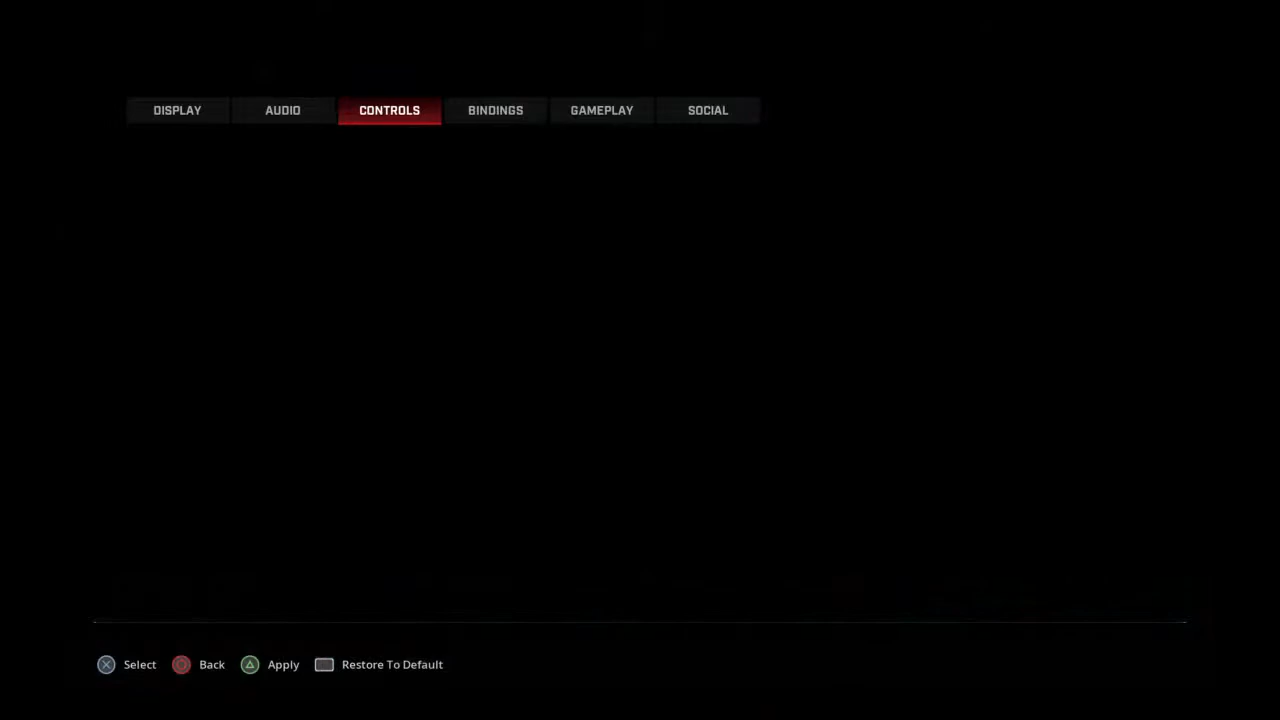 DISPLAY AUDIO CONTROLS BINDINGS GAMEPLAY SOCIAL
Select Back Apply Restore To Default